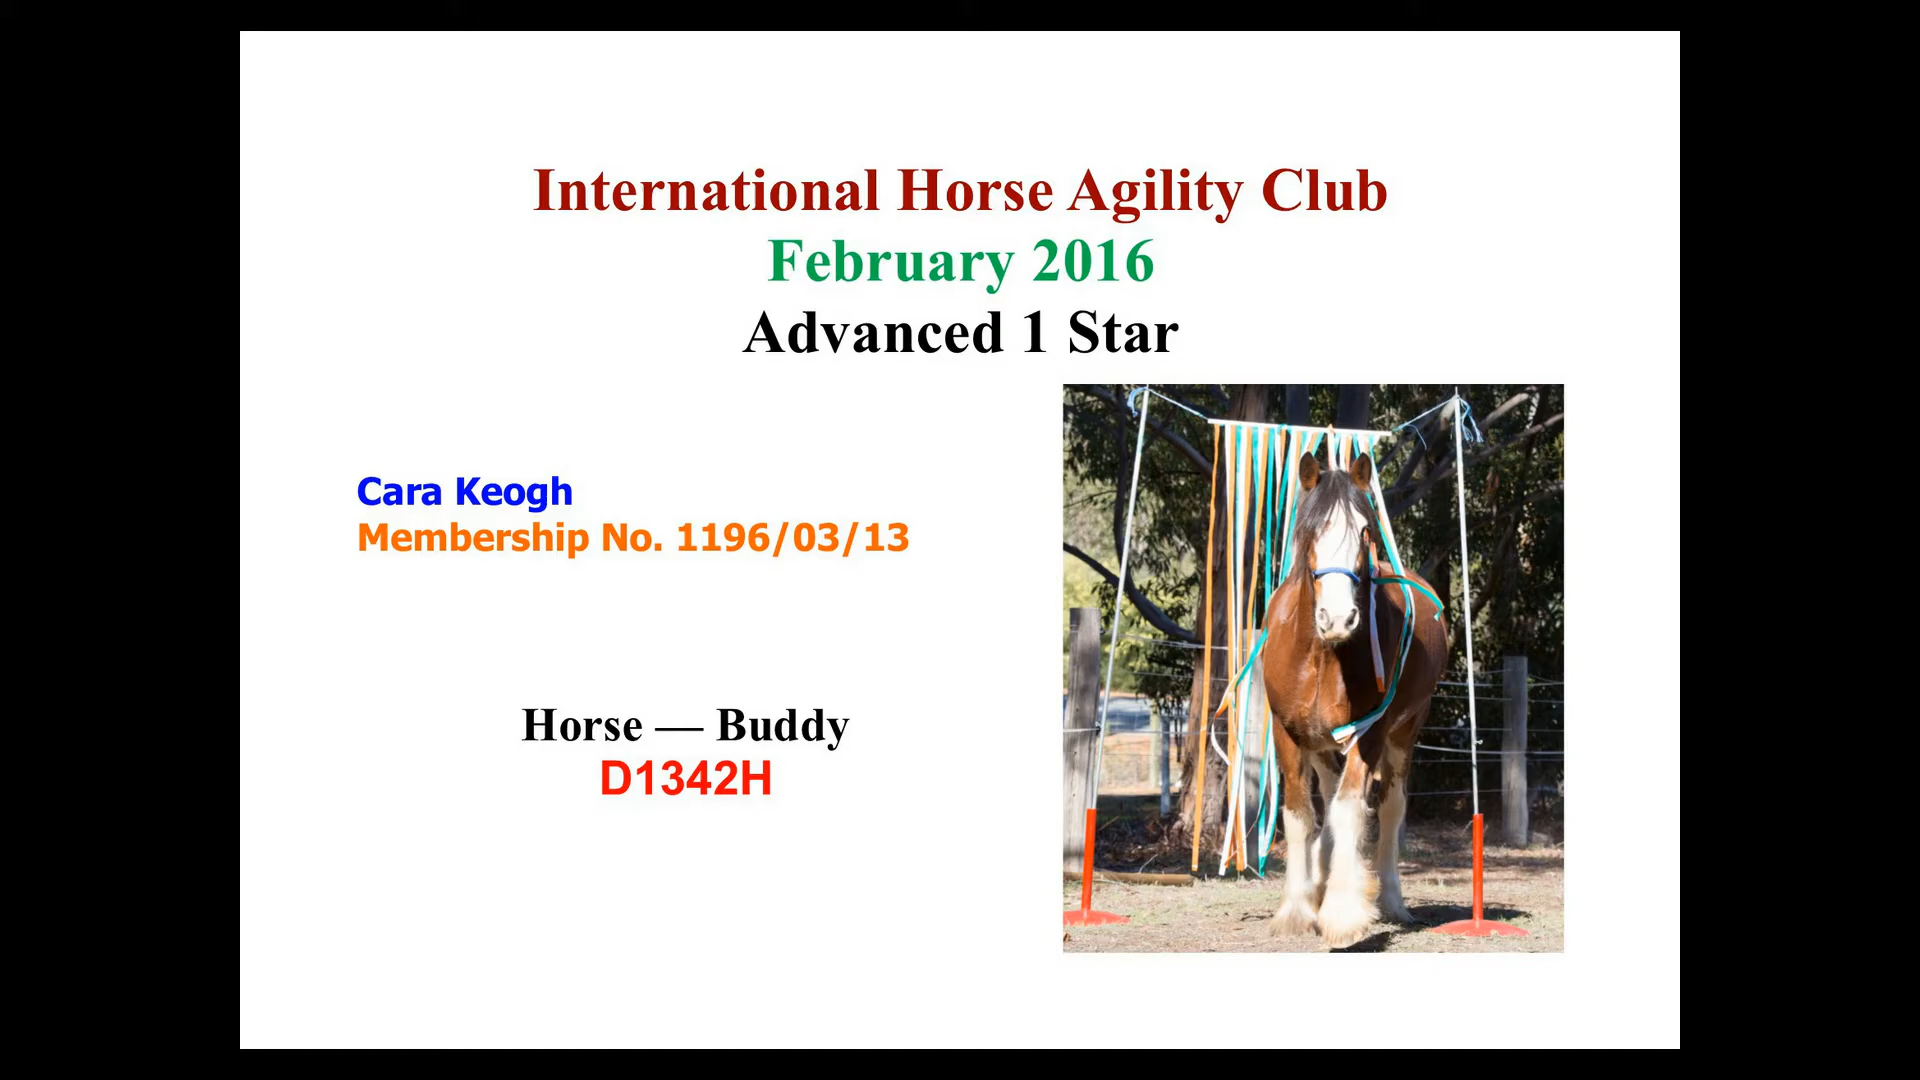 International Horse Agility Club
February 2016
Advanced 1 Star
Cara Keogh
Membership No. 1196/03/13
Horse — Buddy
D1342H